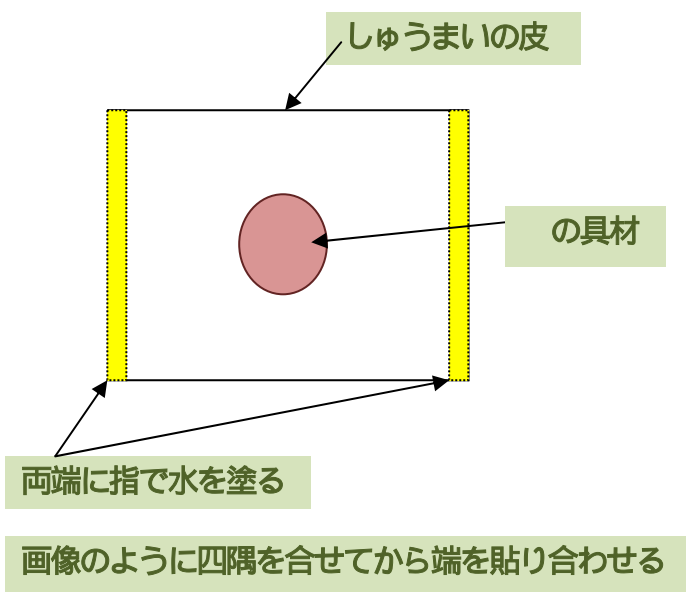 しゅうまいの皮
の具材
両端に指で水を塗る
画像のように四隅を合せてから端を貼り合わせる